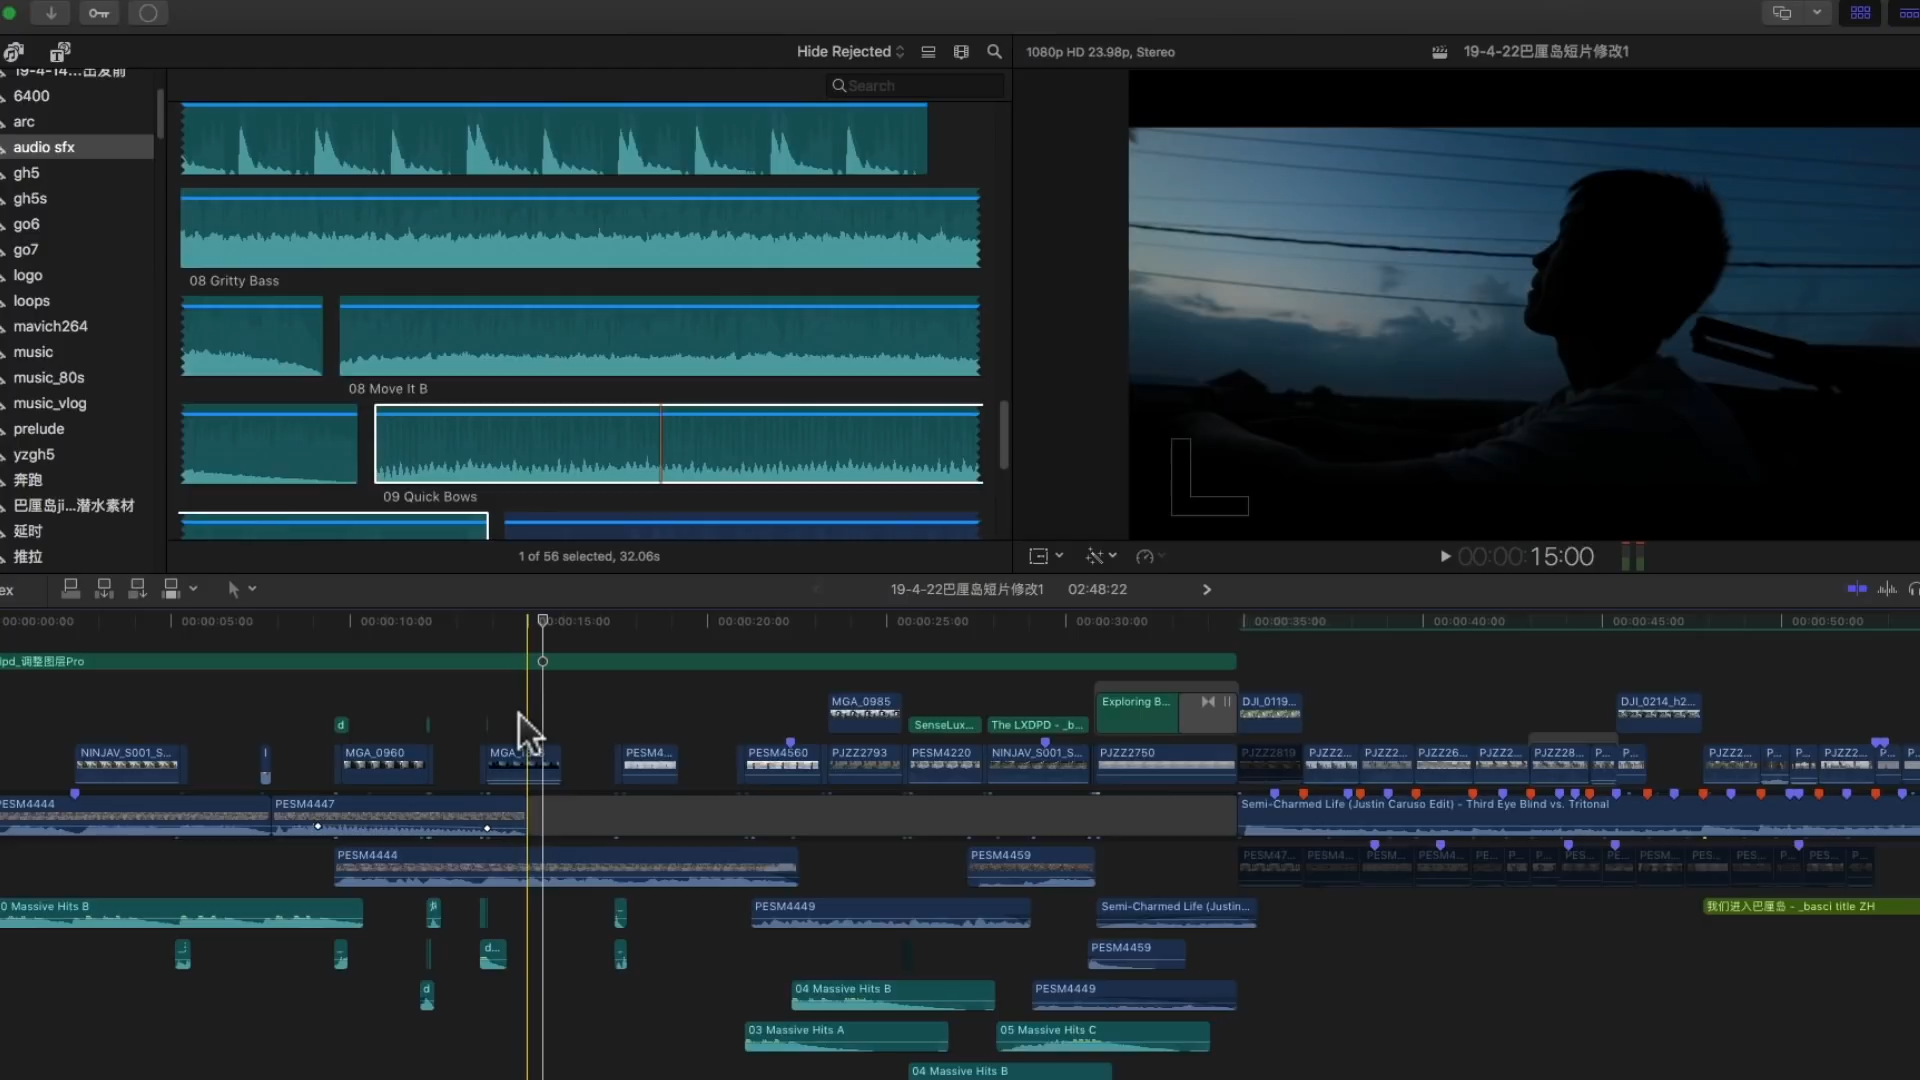 Hide Rejected
1080p HD 23.98p, Stereo
19-4-22巴厘岛短片修改1
Search
19-4-14...出发前
6400
arc
audio sfx
gh5
gh5s
go6
go7
logo
loops
mavich264
music
music_80s
music_vlog
prelude
yzgh5
奔跑
巴厘岛ji...潜水素材
延时
推拉
08 Gritty Bass
08 Move It B
09 Quick Bows
1 of 56 selected, 32.06s
00:00:15:00
ex
19-4-22巴厘岛短片修改1
02:48:22
00:00:00:00
00:00:05:00
00:00:10:00
00:00:15:00
00:00:20:00
00:00:25:00
00:00:30:00
00:00:35:00
00:00:40:00
00:00:45:00
00:00:50:00
ipd_调整图层Pro
MGA_0985
Exploring B...
DJI_0119...
DJI_0214_h2...
d
SenseLux...
The LXDPD - _b...
NINJAV_S001_S...
MGA_0960
PESM4...
PESM4560
PJZZ2793
PESM4220
NINJAV_S001_S...
PJZZ2750
PJZZ2819
PJZZ2...
PJZZ2...
PJZZ26...
PJZZ2...
PJZZ28...
P...
P...
PJZZ2...
P...
P...
PJZZ2...
P...
P...
PESM4444
PESM4447
Semi-Charmed Life (Justin Caruso Edit) - Third Eye Blind vs. Tritonal
PESM4444
PESM4459
PESM47...
PESM4...
PESM...
PESM4...
PE...
P...
P...
PES...
PE...
PESM...
PES...
PES...
P...
PES...
P...
0 Massive Hits B
PESM4449
Semi-Charmed Life (Justin...
我们进入巴厘岛 - _basci title ZH
d...
PESM4459
d
04 Massive Hits B
PESM4449
03 Massive Hits A
05 Massive Hits C
04 Massive Hits B